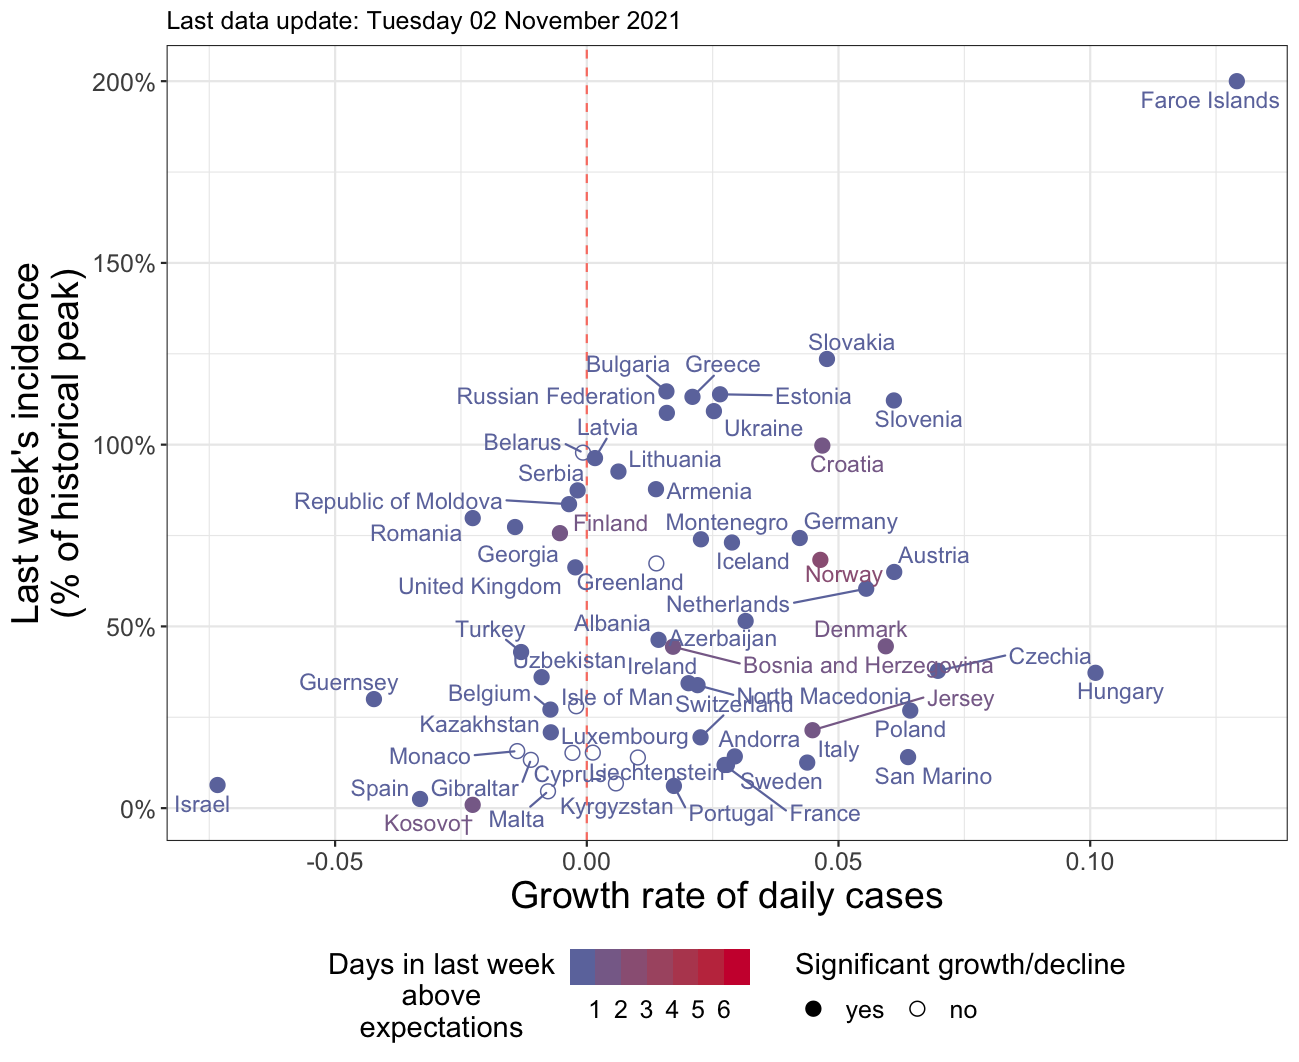 Last data update: Tuesday 02 November 2021
Last week's incidence
(% of historical peak)
200%
150%
100%
50%
0%
Faroe Islands
Slovakia
Bulgaria
Greece
Russian Federation
Estonia
Slovenia
Latvia
Ukraine
Belarus
Lithuania
Croatia
Serbia
Armenia
Republic of Moldova
Romania
Finland
Montenegro
Germany
Georgia
Iceland
Austria
United Kingdom
Greenland
Norway
Netherlands
Albania
Turkey
Azerbaijan
Denmark
Uzbekistan
Ireland
Bosnia and Herzegovina
Czechia
Guernsey
Hungary
Belgium
Isle of Man
North Macedonia
Switzerland
Jersey
Kazakhstan
Luxembourg
Andorra
Poland
Monaco
Italy
Cyprus
Liechtenstein
San Marino
Spain
Gibraltar
Sweden
Israel
Kosovo†
Malta
Kyrgyzstan
Portugal
France
-0.05
0.00
0.05
0.10
Growth rate of daily cases
Days in last week
above
expectations
1 2 3 4 5 6
Significant growth/decline
yes no